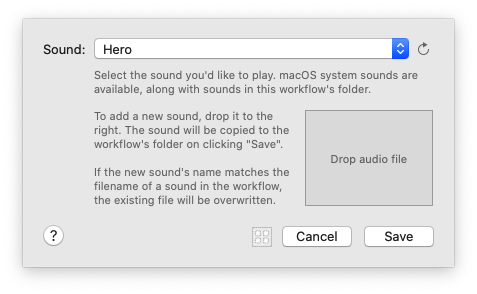 Sound: Hero
Select the sound you'd like to play. macOS system sounds are
available, along with sounds in this workflow's folder.
To add a new sound, drop it to the
right. The sound will be copied to the
workflow's folder on clicking "Save".
If the new sound's name matches the
filename of a sound in the workflow,
the existing file will be overwritten.
Drop audio file
? Cancel Save